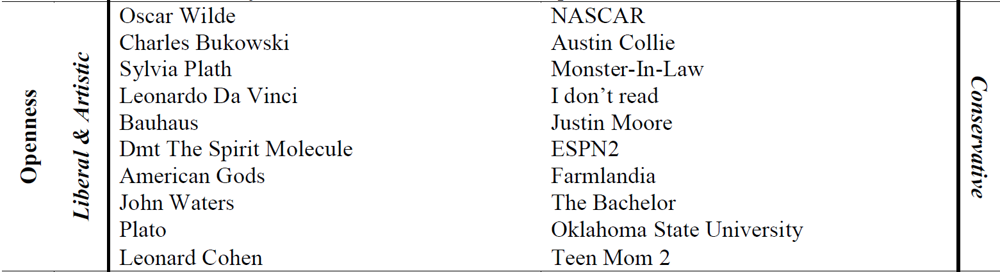 Openness
Liberal & Artistic
Oscar Wilde
Charles Bukowski
Sylvia Plath
Leonardo Da Vinci
Bauhaus
Dmt The Spirit Molecule
American Gods
John Waters
Plato
Leonard Cohen
NASCAR
Austin Collie
Monster-In-Law
I don’t read
Justin Moore
ESPN2
Farmlandia
The Bachelor
Oklahoma State University
Teen Mom 2
Conservative